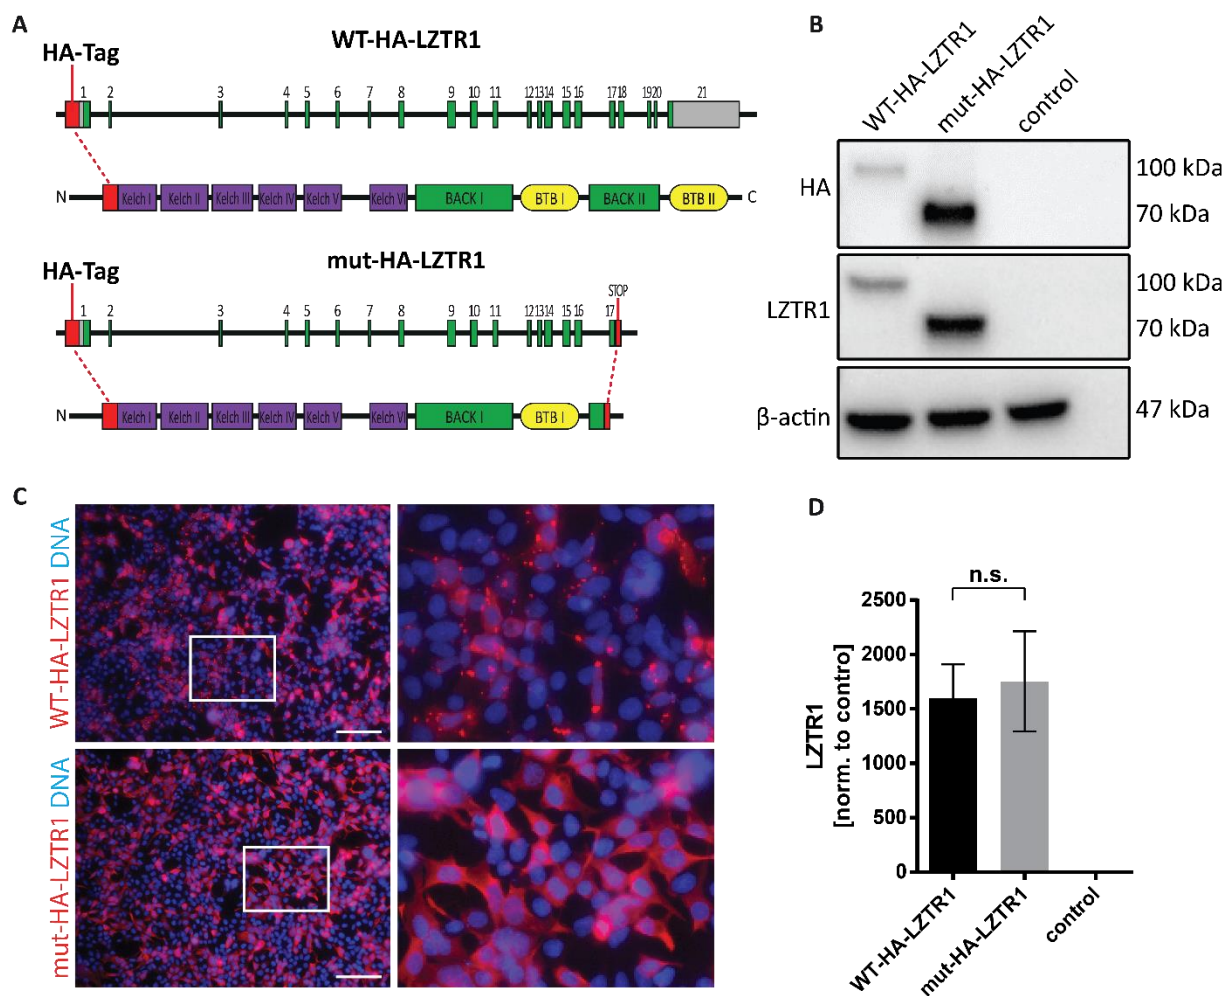 A
WT-HA-LZTR1
HA-Tag
1 2 3 4 5 6 7 8 9 10 11 12 13 14 15 16 17 18 19 20 21
N Kelch I Kelch II Kelch III Kelch IV Kelch V Kelch VI BACK I BTB I BACK II BTB II C
mut-HA-LZTR1
HA-Tag
STOP
1 2 3 4 5 6 7 8 9 10 11 12 13 14 15 16 17
N Kelch I Kelch II Kelch III Kelch IV Kelch V Kelch VI BACK I BTB I
B
WT-HA-LZTR1
mut-HA-LZTR1
control
HA
100 kDa
70 kDa
LZTR1
100 kDa
70 kDa
β-actin
47 kDa
C
WT-HA-LZTR1 DNA
mut-HA-LZTR1 DNA
D
n.s.
LZTR1
[norm. to control]
2500
2000
1500
1000
500
0
WT-HA-LZTR1
mut-HA-LZTR1
control